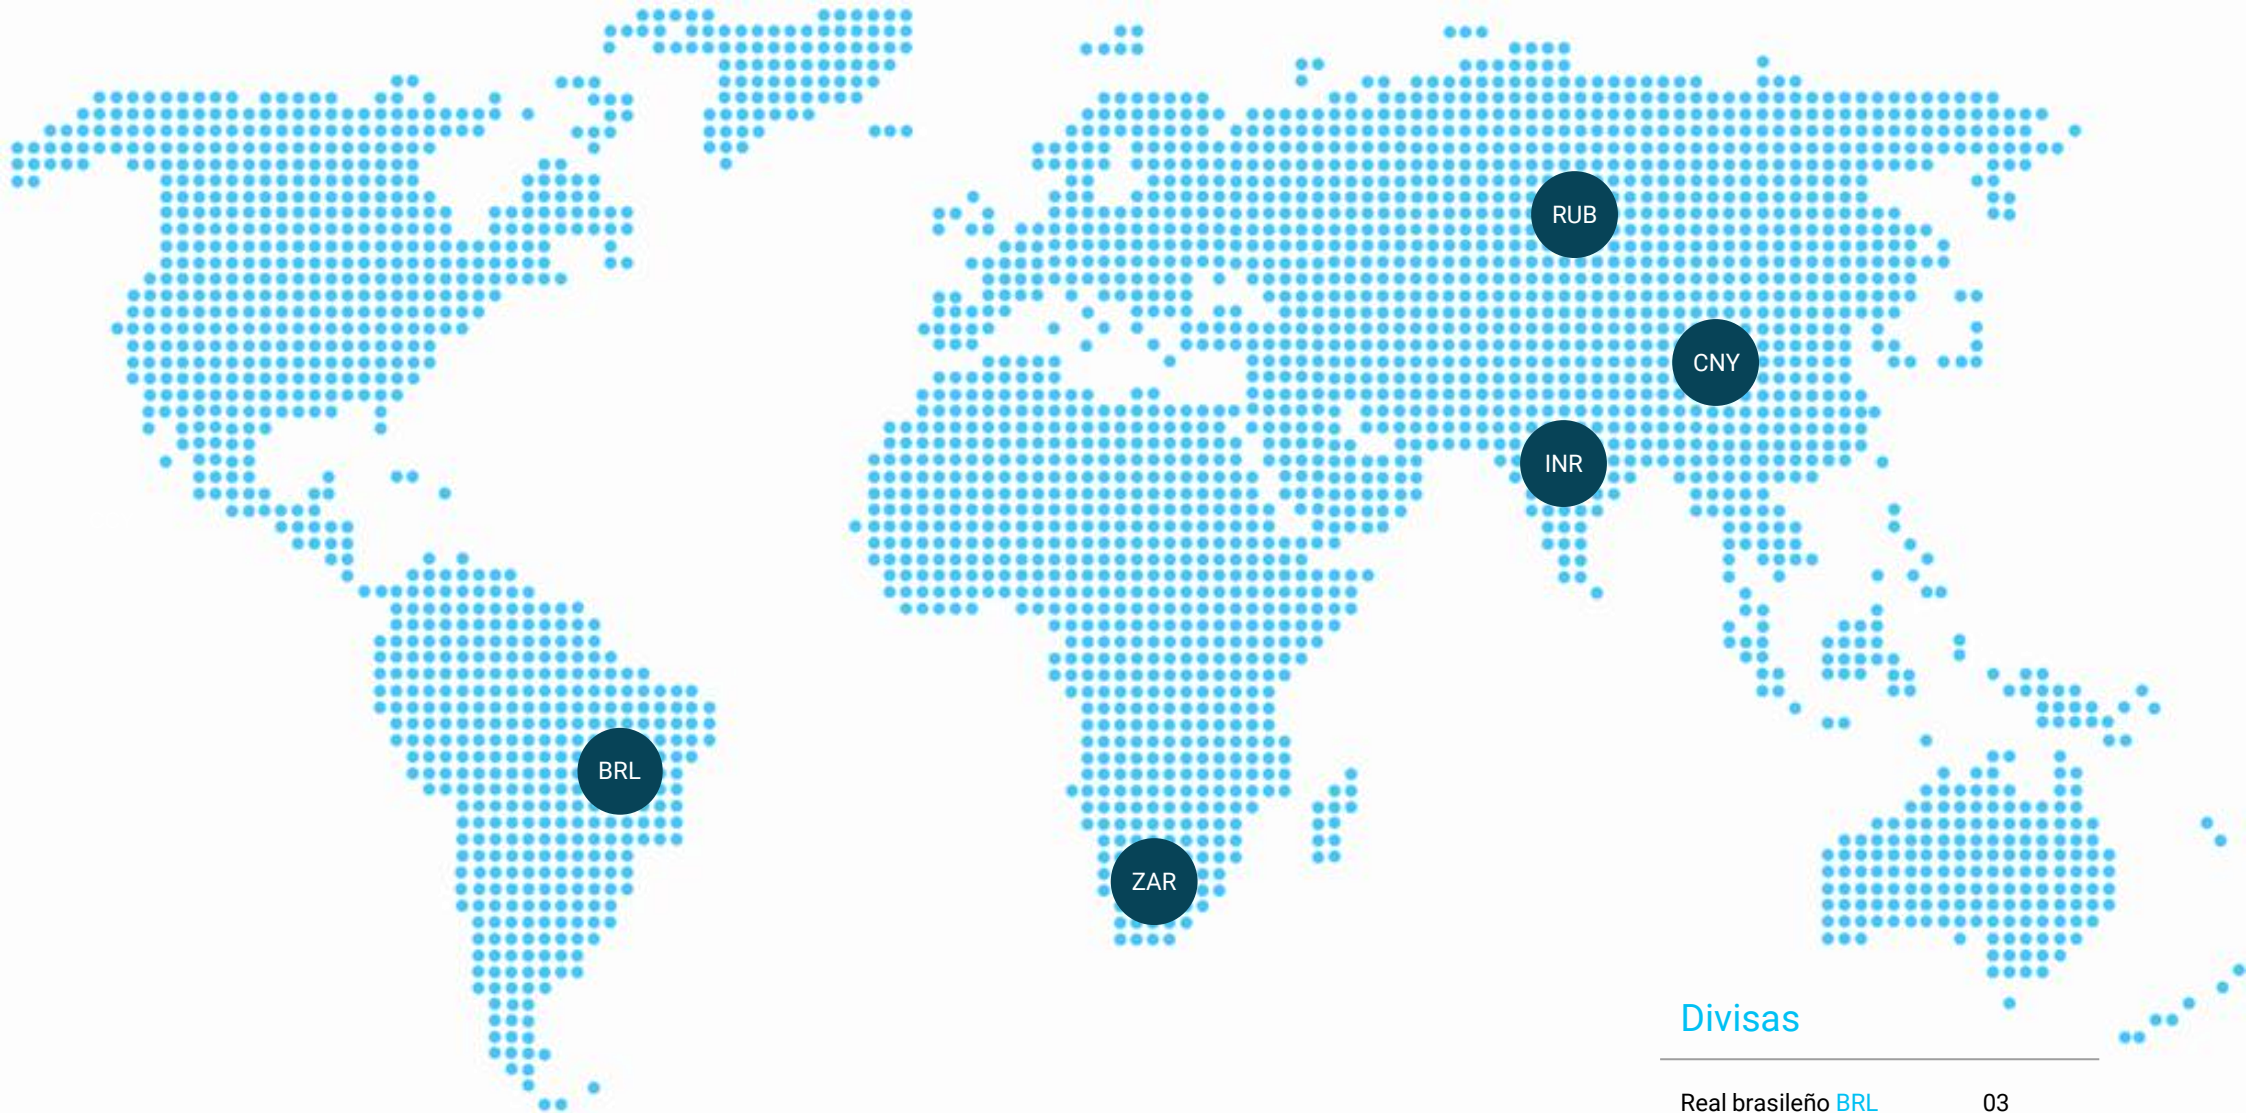 RUB
CNY
INR
BRL
ZAR
Divisas
Real brasileño BRL 03